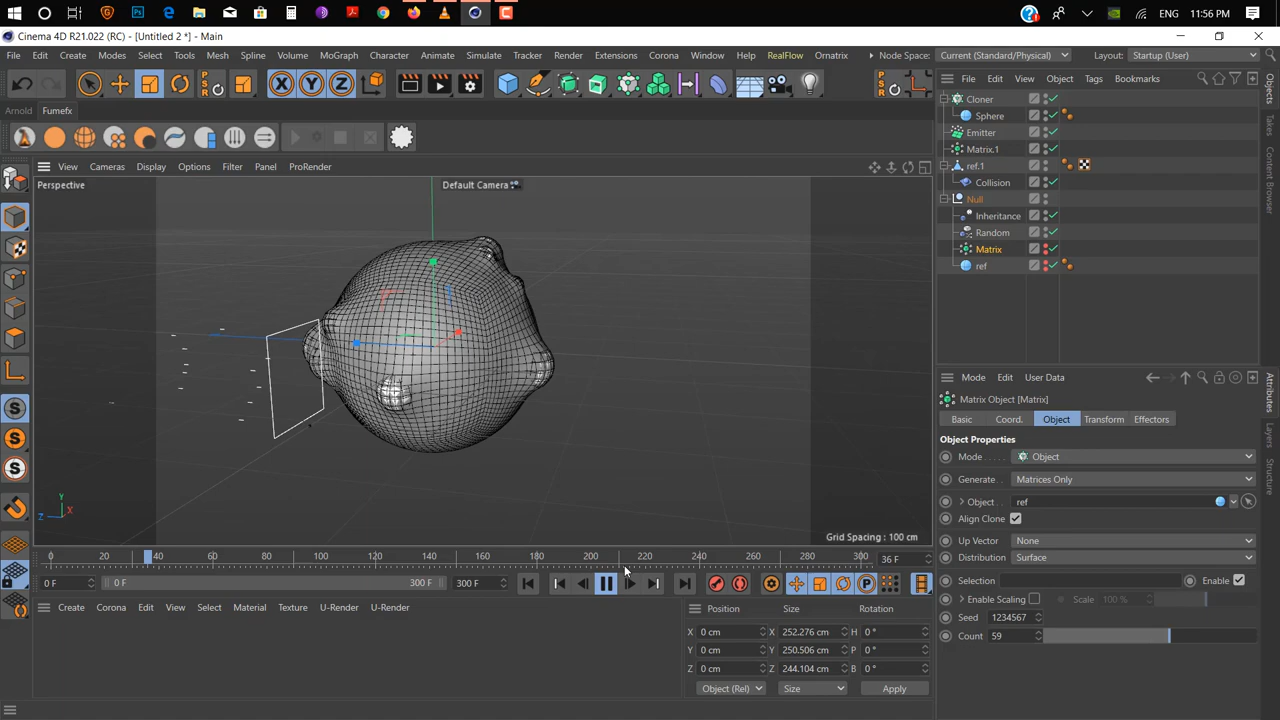 ENG 11:56 PM
Cinema 4D R21.022 (RC) - [Untitled 2 *] - Main
File Edit Create Modes Select Tools Mesh Spline Volume MoGraph Character Animate Simulate Tracker Render Extensions Corona Window Help RealFlow Ornatrix Node Space: Current (Standard/Physical) Layout: Startup (User)
File Edit View Object Tags Bookmarks
Arnold Fumefx
View Cameras Display Options Filter Panel ProRender
Perspective
Default Camera
Cloner
Sphere
Emitter
Matrix.1
ref.1
Collision
Null
Inheritance
Random
Matrix
ref
Objects
Takes
Content Browser
Y
X
Z
Grid Spacing : 100 cm
Mode Edit User Data
Matrix Object [Matrix]
Basic Coord. Object Transform Effectors
Object Properties
Mode . . . . . Object
Generate . Matrices Only
Object ref
Align Clone
Up Vector None
Distribution Surface
Selection Enable
Enable Scaling Scale 100 %
Seed 1234567
Count 59
Attributes
Layers
Structure
0 20 40 60 80 100 120 140 160 180 200 220 240 260 280 300 36 F
0 F 0 F 300 F 300 F
Create Corona Edit View Select Material Texture U-Render U-Render
Position Size Rotation
X 0 cm X 252.276 cm H 0 °
Y 0 cm Y 250.506 cm P 0 °
Z 0 cm Z 244.104 cm B 0 °
Object (Rel) Size Apply